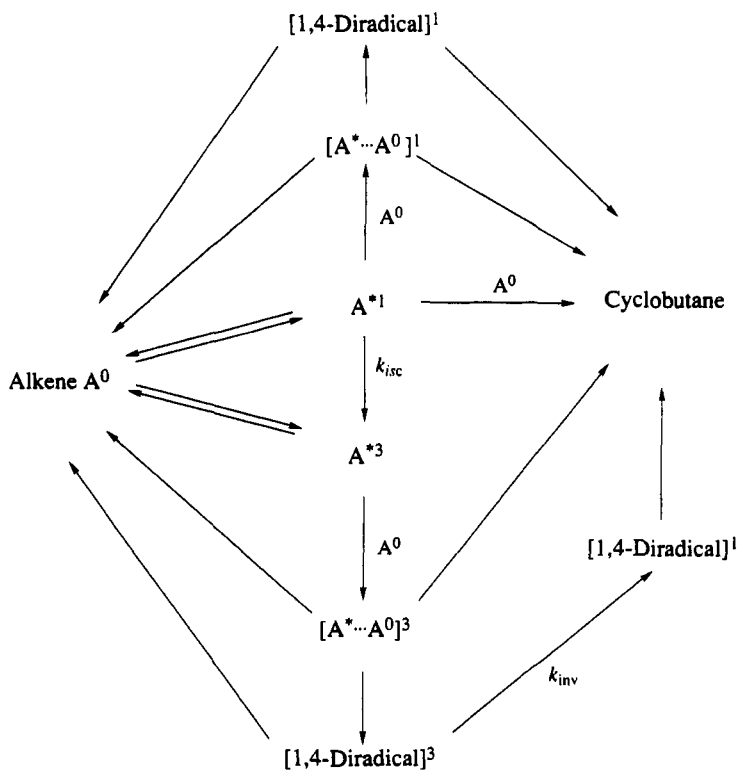 [1,4-Diradical]¹
[A*···A⁰]¹
A⁰
A*¹
A⁰
Cyclobutane
k_isc
Alkene A⁰
A*³
A⁰
[1,4-Diradical]¹
[A*···A⁰]³
k_inv
[1,4-Diradical]³